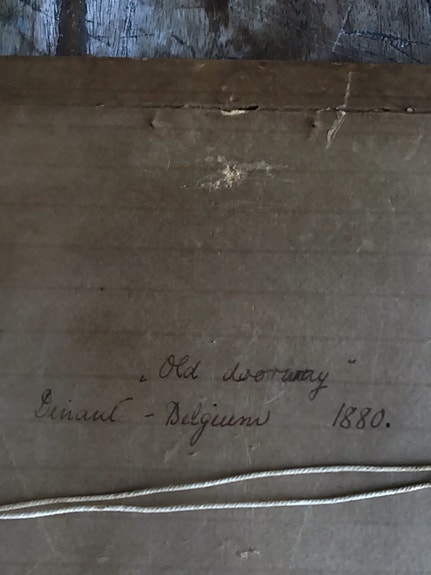 „Old doorway"
Dinant - Belgium 1880.